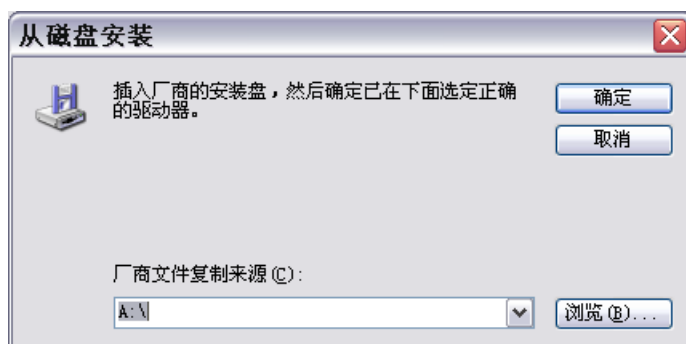 从磁盘安装
插入厂商的安装盘，然后确定已在下面选定正确
的驱动器。
确定
取消
厂商文件复制来源(C):
A:\
浏览(B)...